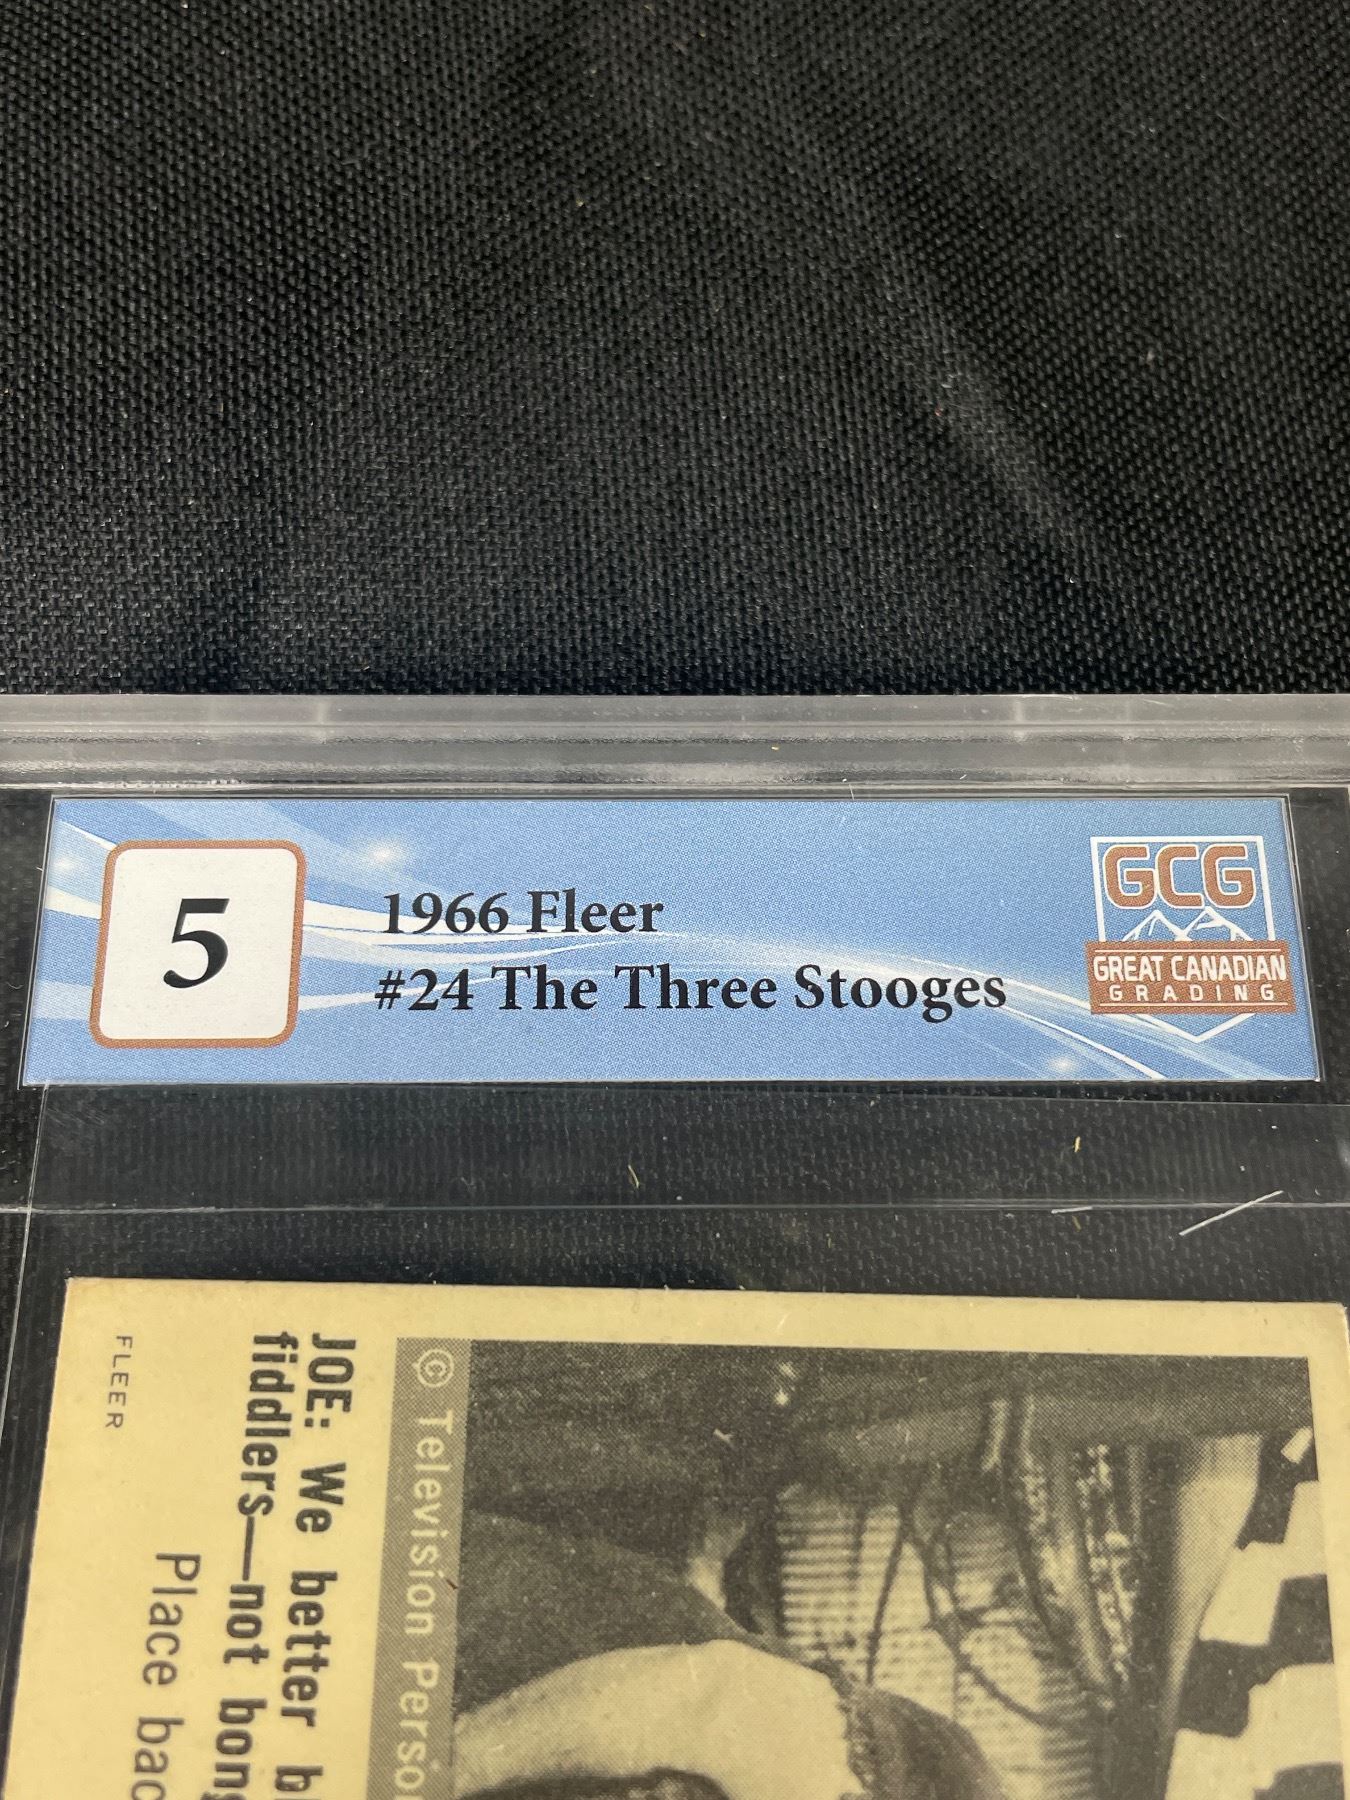 5
1966 Fleer
#24 The Three Stooges
GCG
GREAT CANADIAN
GRADING
© Television
JOE: We better
fiddlers—not
Place
FLEER